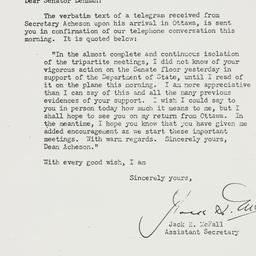 Dear Senator Lehman:
The verbatim text of a telegram received from
Secretary Acheson upon his arrival in Ottawa, is sent
you in confirmation of our telephone conversation this
morning. It is quoted below:
"In the almost complete and continuous isolation
of the tripartite meetings, I did not know of your
vigorous action on the Senate floor yesterday in
support of the Department of State, until I read of
it on the plane this morning. I am more appreciative
than I can say of this and all the many previous
evidences of your support. I wish I could say to
you in person today how much it means to me, but I
shall hope to see you on my return from Ottawa. In
the meantime, I hope you know that you have given me
added encouragement as we start these important
meetings. With warm regards. Sincerely yours,
Dean Acheson."
With every good wish, I am
Sincerely yours,
Jack K. McFall
Assistant Secretary